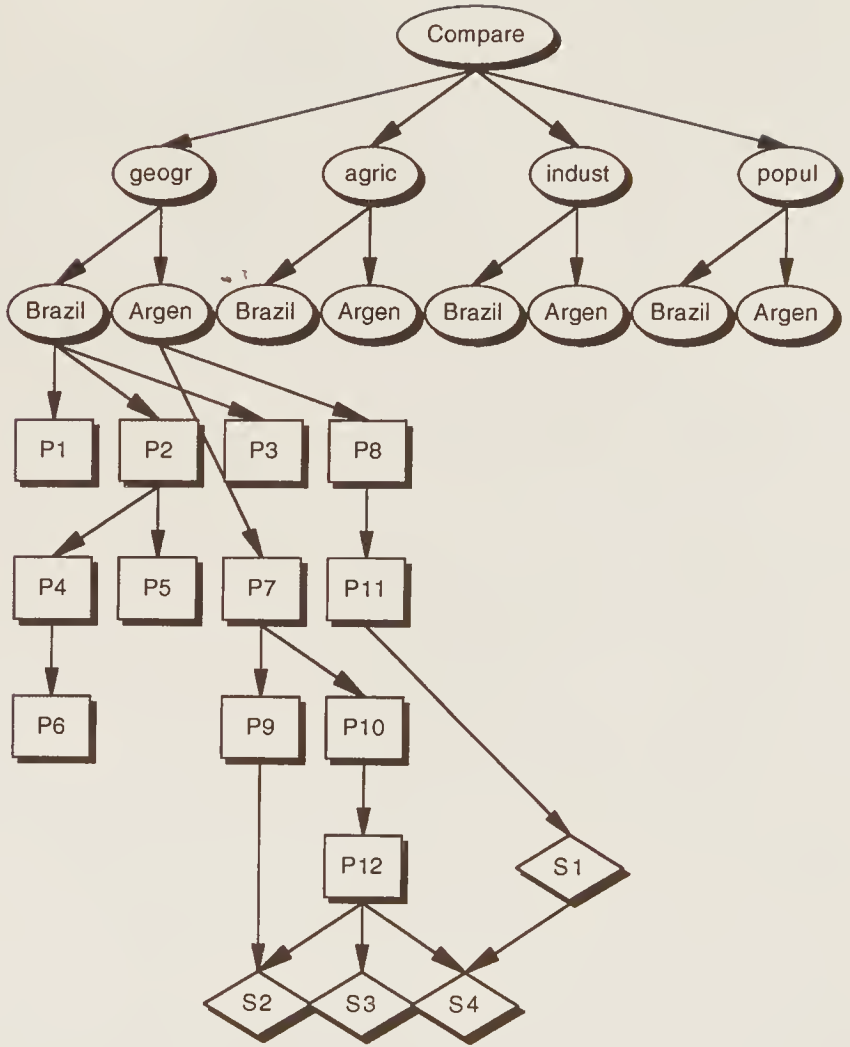 Compare
geogr agric indust popul
Brazil Argen Brazil Argen Brazil Argen Brazil Argen
P1 P2 P3 P8
P4 P5 P7 P11
P6 P9 P10
P12 S1
S2 S3 S4